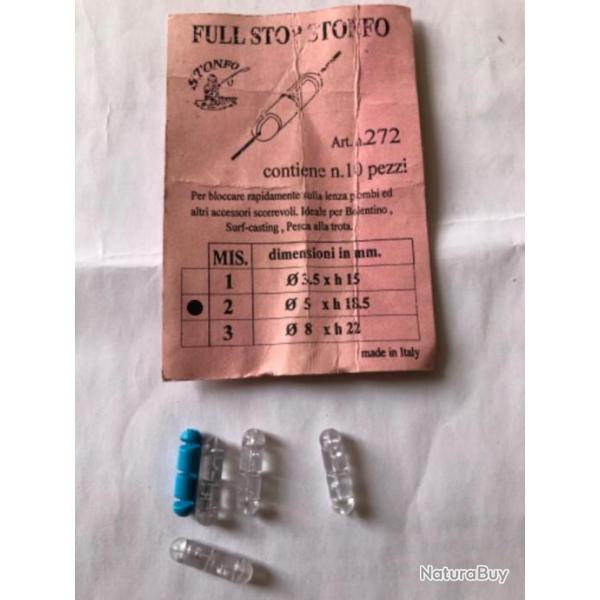 FULL STOP STONFO
STONFO
Art. n.272
contiene n.10 pezzi
Per bloccare rapidamente sulla lenza piombi ed
altri accessori scorrevoli. Ideale per Bolentino ,
Surf-casting , Pesca alla trota.
MIS. dimensioni in mm.
1 Ø 3.5 x h 15
2 Ø 5 x h 18.5
3 Ø 8 x h 22
made in Italy
NaturaBuy